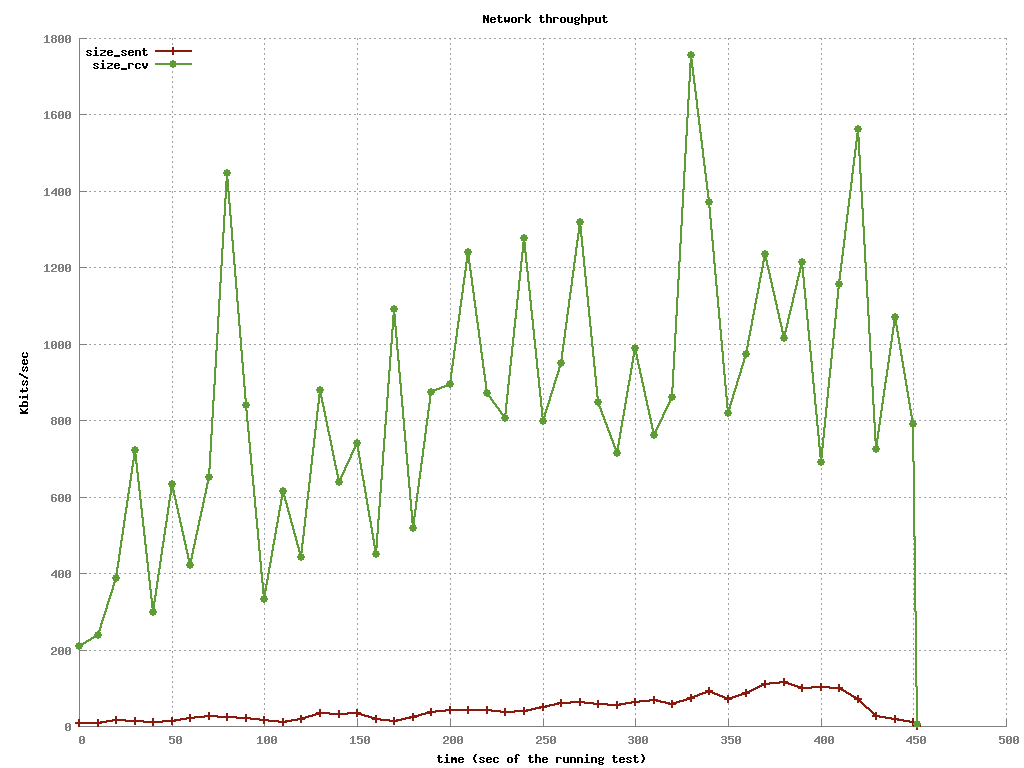 Network throughput
size_sent
size_rcv
1800
1600
1400
1200
1000
800
600
400
200
0
Kbits/sec
0 50 100 150 200 250 300 350 400 450 500
time (sec of the running test)